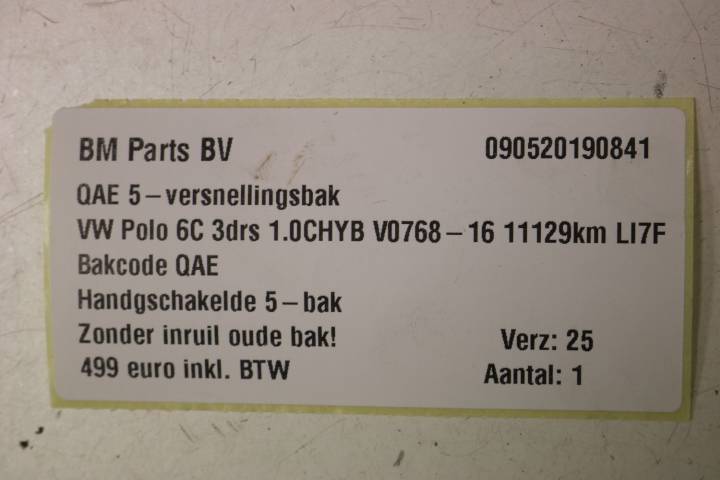 BM Parts BV 090520190841
QAE 5-versnellingsbak
VW Polo 6C 3drs 1.0CHYB V0768-16 11129km LI7F
Bakcode QAE
Handgschakelde 5-bak
Zonder inruil oude bak! Verz: 25
499 euro inkl. BTW Aantal: 1